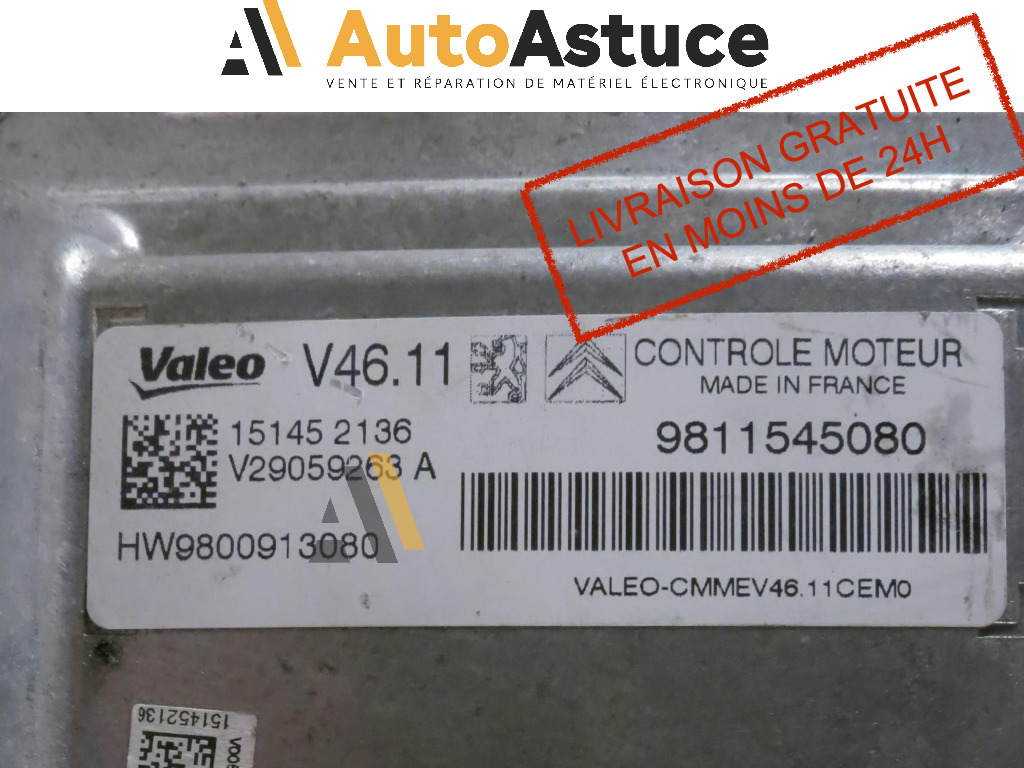 AutoAstuce
VENTE ET RÉPARATION DE MATÉRIEL ÉLECTRONIQUE
LIVRAISON GRATUITE
EN MOINS DE 24H
Valeo V46.11 CONTROLE MOTEUR
MADE IN FRANCE
15145 2136
V29059263 A
9811545080
HW9800913080
VALEO-CMMEV46.11CEM0
151452136